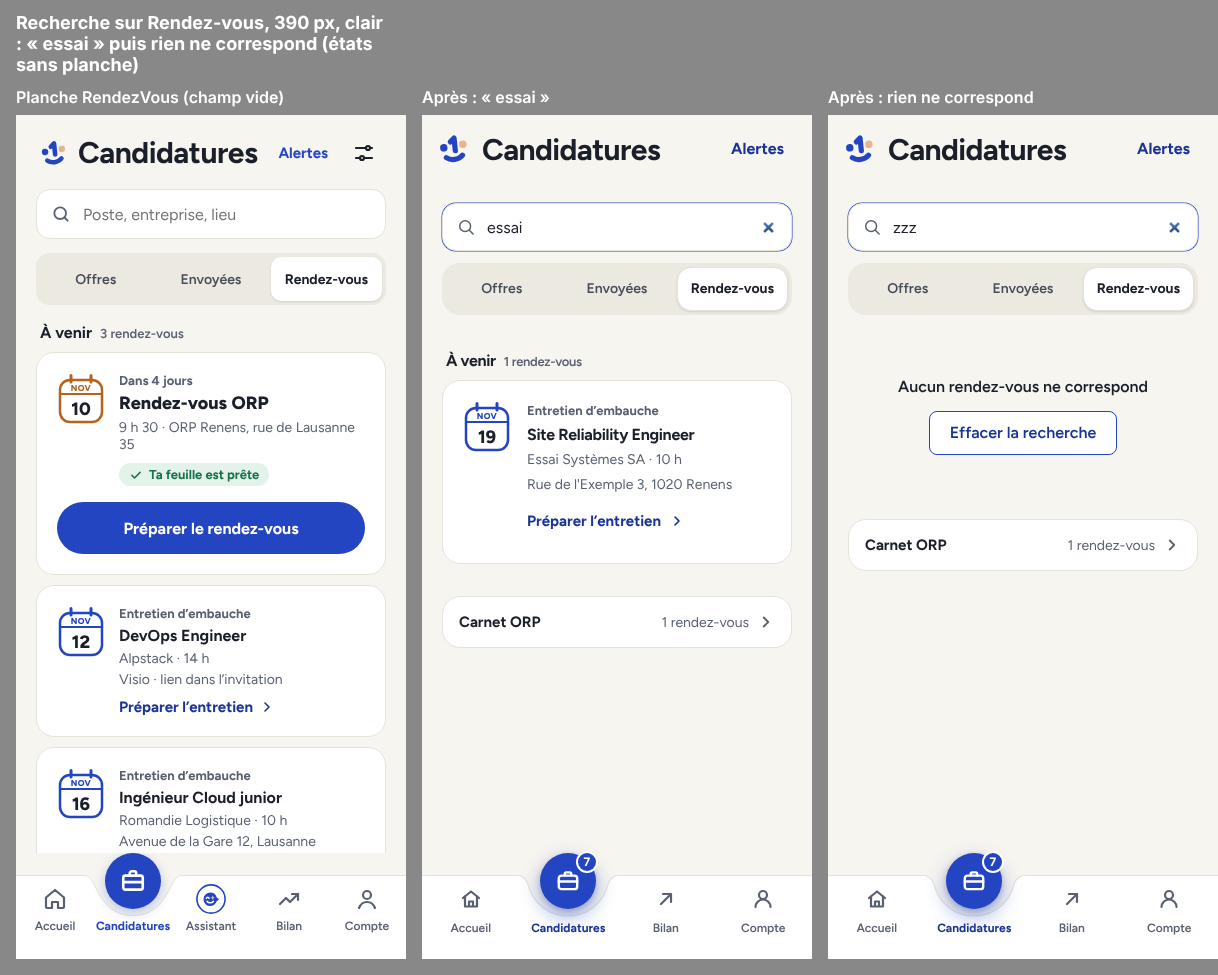 Recherche sur Rendez-vous, 390 px, clair
: « essai » puis rien ne correspond (états
sans planche)
Planche RendezVous (champ vide)
Candidatures
Alertes
Poste, entreprise, lieu
Offres
Envoyées
Rendez-vous
À venir 3 rendez-vous
NOV
10
Dans 4 jours
Rendez-vous ORP
9 h 30 · ORP Renens, rue de Lausanne
35
Ta feuille est prête
Préparer le rendez-vous
NOV
12
Entretien d’embauche
DevOps Engineer
Alpstack · 14 h
Visio · lien dans l’invitation
Préparer l’entretien
NOV
16
Entretien d’embauche
Ingénieur Cloud junior
Romandie Logistique · 10 h
Avenue de la Gare 12, Lausanne
Accueil
Candidatures
Assistant
Bilan
Compte
Après : « essai »
Candidatures
Alertes
essai
Offres
Envoyées
Rendez-vous
À venir 1 rendez-vous
NOV
19
Entretien d’embauche
Site Reliability Engineer
Essai Systèmes SA · 10 h
Rue de l'Exemple 3, 1020 Renens
Préparer l’entretien
Carnet ORP
1 rendez-vous
7
Accueil
Candidatures
Bilan
Compte
Après : rien ne correspond
Candidatures
Alertes
zzz
Offres
Envoyées
Rendez-vous
Aucun rendez-vous ne correspond
Effacer la recherche
Carnet ORP
1 rendez-vous
7
Accueil
Candidatures
Bilan
Compte